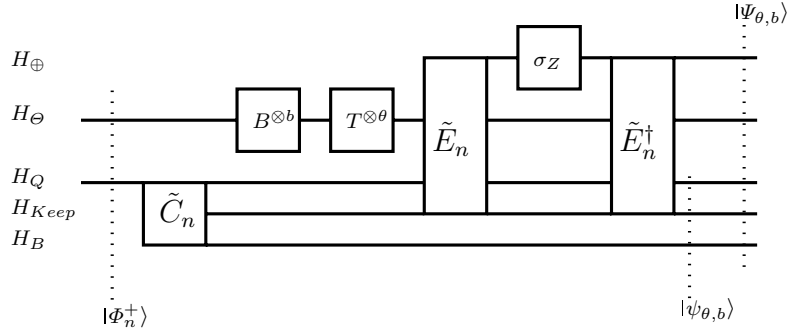 |Ψ_{θ,b}⟩
H_⊕
σ_Z
H_Θ
B^{⊗b} T^{⊗θ}
Ẽ_n Ẽ_n^†
H_Q
H_{Keep}
C̃_n
H_B
|Φ_n^+⟩ |ψ_{θ,b}⟩